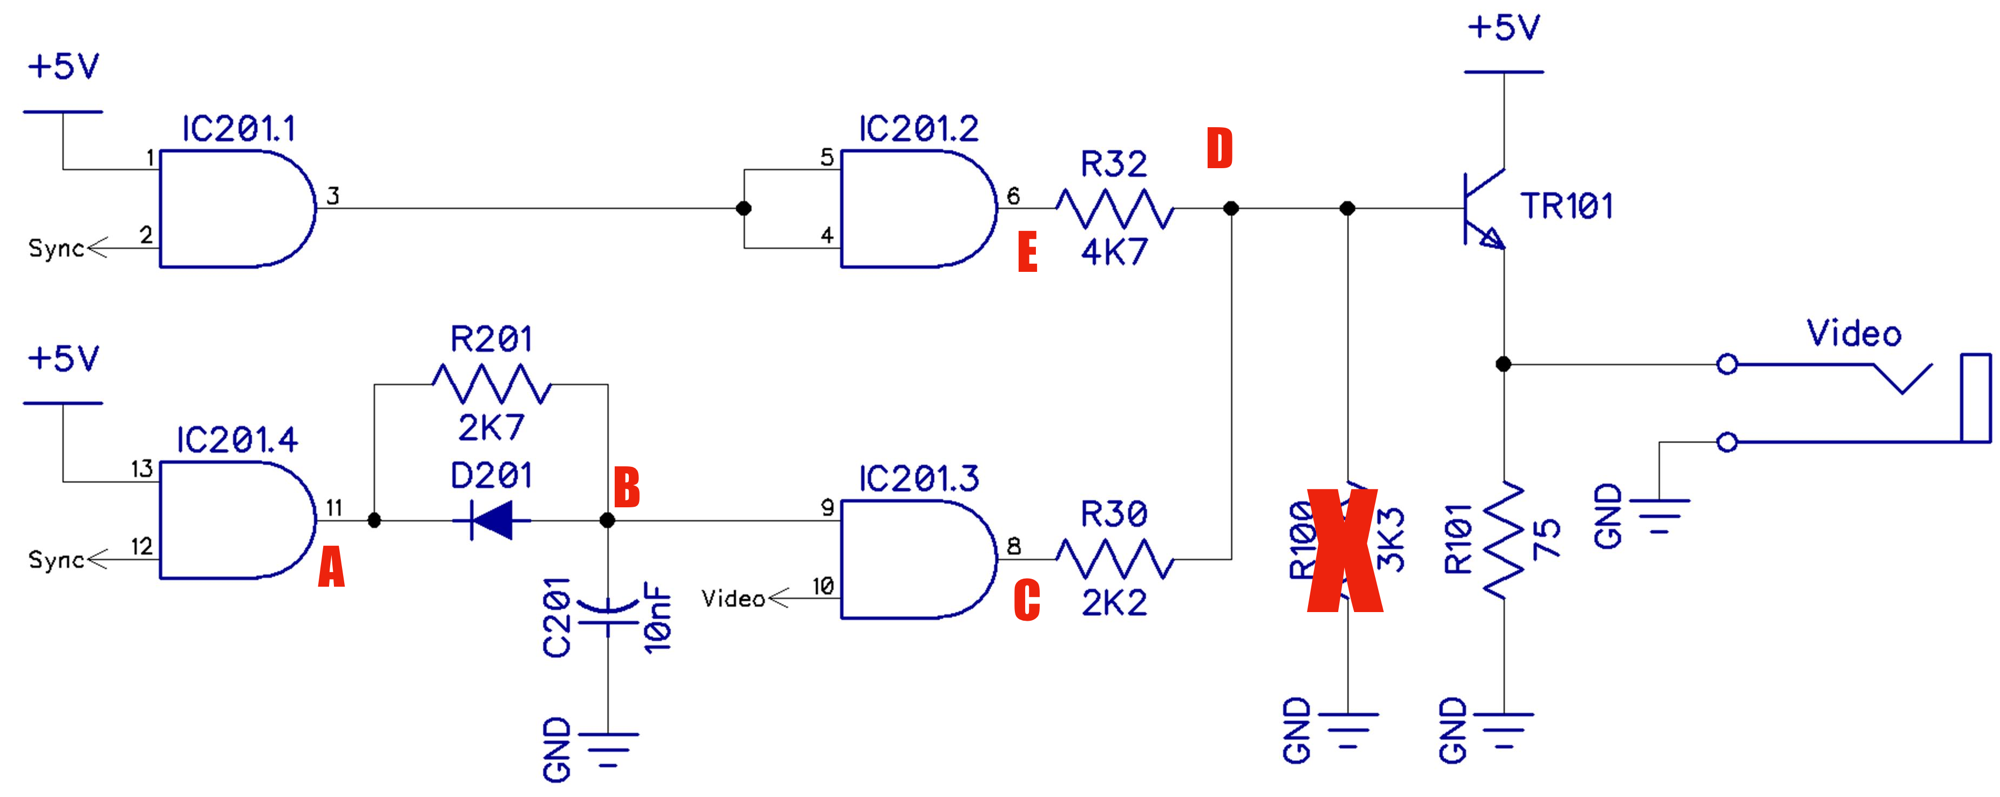 +5V
IC201.1
1
2
3
Sync
IC201.2
5
4
6
E
R32
4K7
D
+5V
TR101
+5V
IC201.4
13
12
11
Sync
A
R201
2K7
D201
B
C201
10nF
GND
IC201.3
9
10
8
Video
C
R30
2K2
R100
3K3
X
GND
R101
75
GND
Video
GND